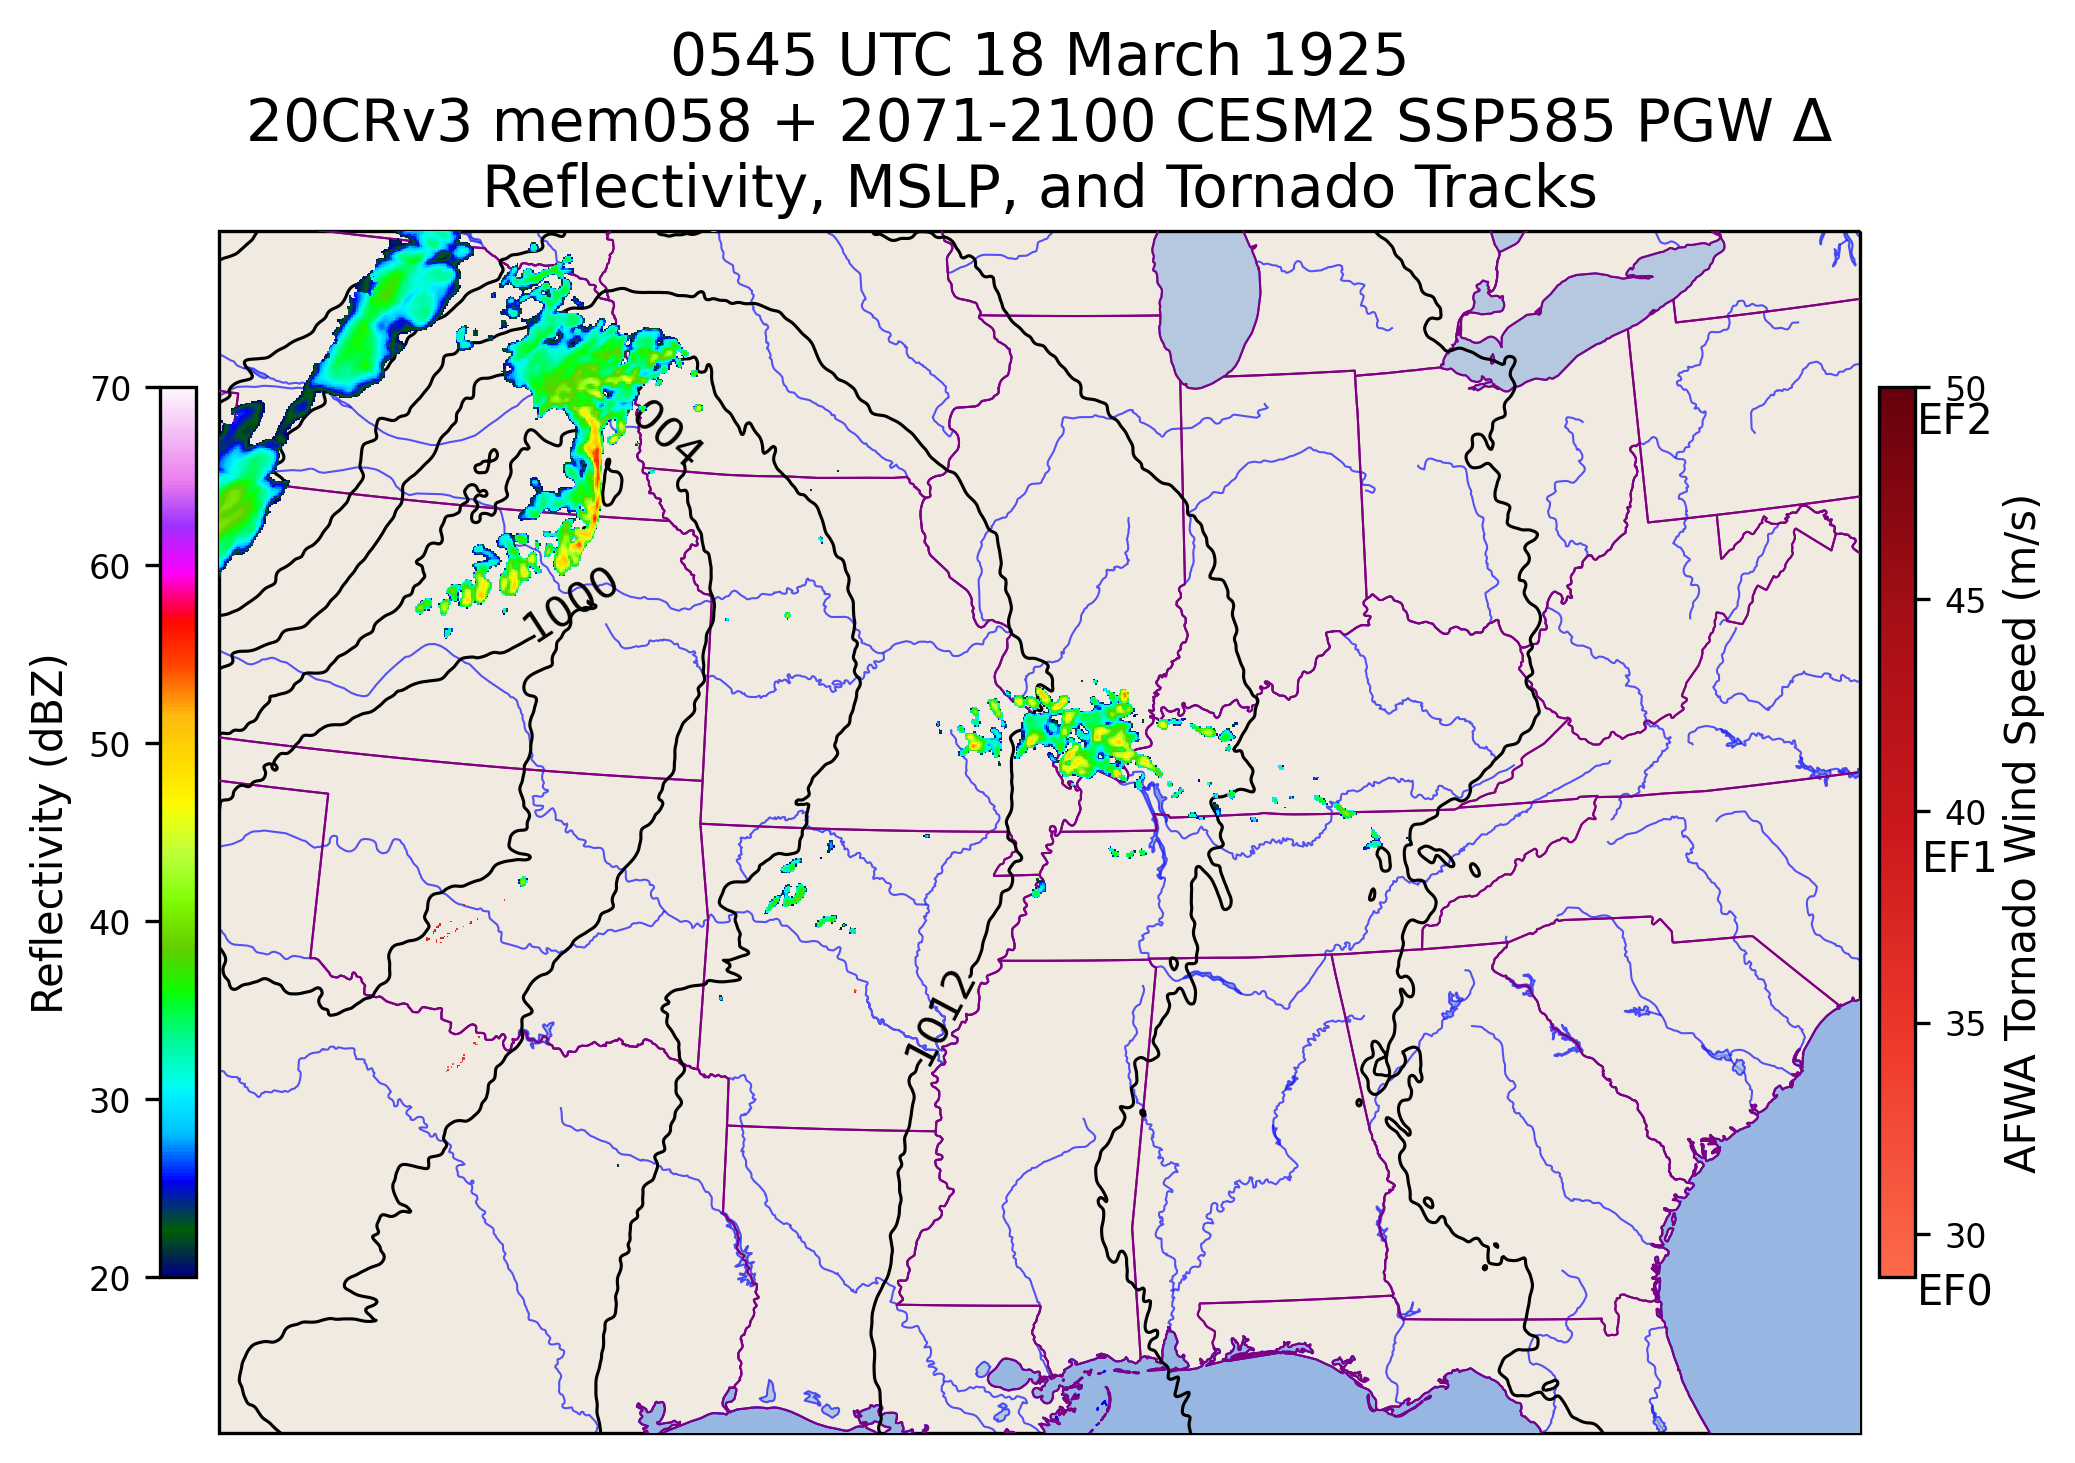 0545 UTC 18 March 1925
20CRv3 mem058 + 2071-2100 CESM2 SSP585 PGW Δ
Reflectivity, MSLP, and Tornado Tracks
Reflectivity (dBZ)
70
60
50
40
30
20
004
1000
1012
50
EF2
45
40
EF1
35
30
EF0
AFWA Tornado Wind Speed (m/s)